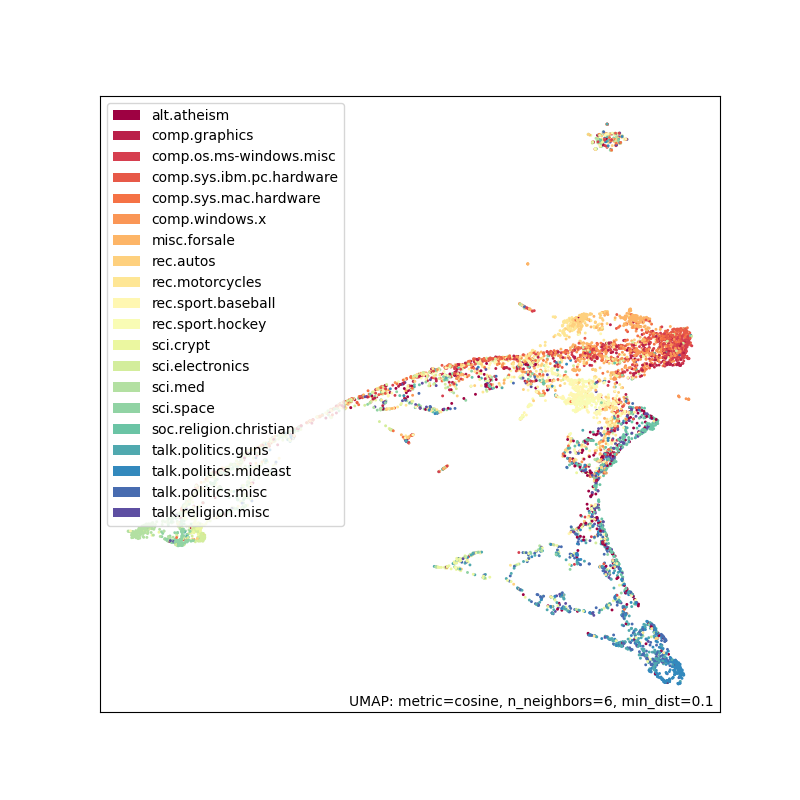 alt.atheism
comp.graphics
comp.os.ms-windows.misc
comp.sys.ibm.pc.hardware
comp.sys.mac.hardware
comp.windows.x
misc.forsale
rec.autos
rec.motorcycles
rec.sport.baseball
rec.sport.hockey
sci.crypt
sci.electronics
sci.med
sci.space
soc.religion.christian
talk.politics.guns
talk.politics.mideast
talk.politics.misc
talk.religion.misc
UMAP: metric=cosine, n_neighbors=6, min_dist=0.1